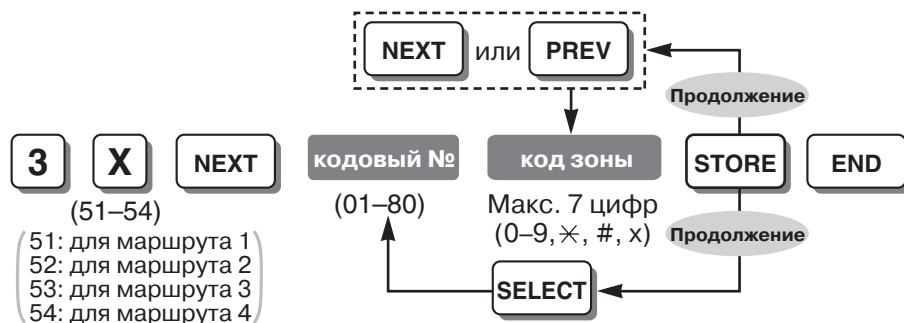 NEXT или PREV
Продолжение
3 X NEXT кодовый № код зоны STORE END
(51–54) (01–80) Макс. 7 цифр
(0–9, ✳, #, x)
Продолжение
51: для маршрута 1
52: для маршрута 2
53: для маршрута 3
54: для маршрута 4
SELECT